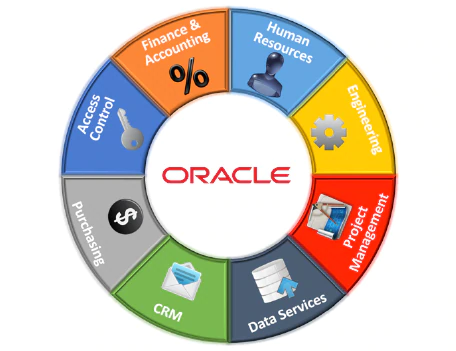 Finance &
Accounting
%
Human
Resources
Access
Control
Engineering
ORACLE
Purchasing
$
Project
Management
CRM
Data Services